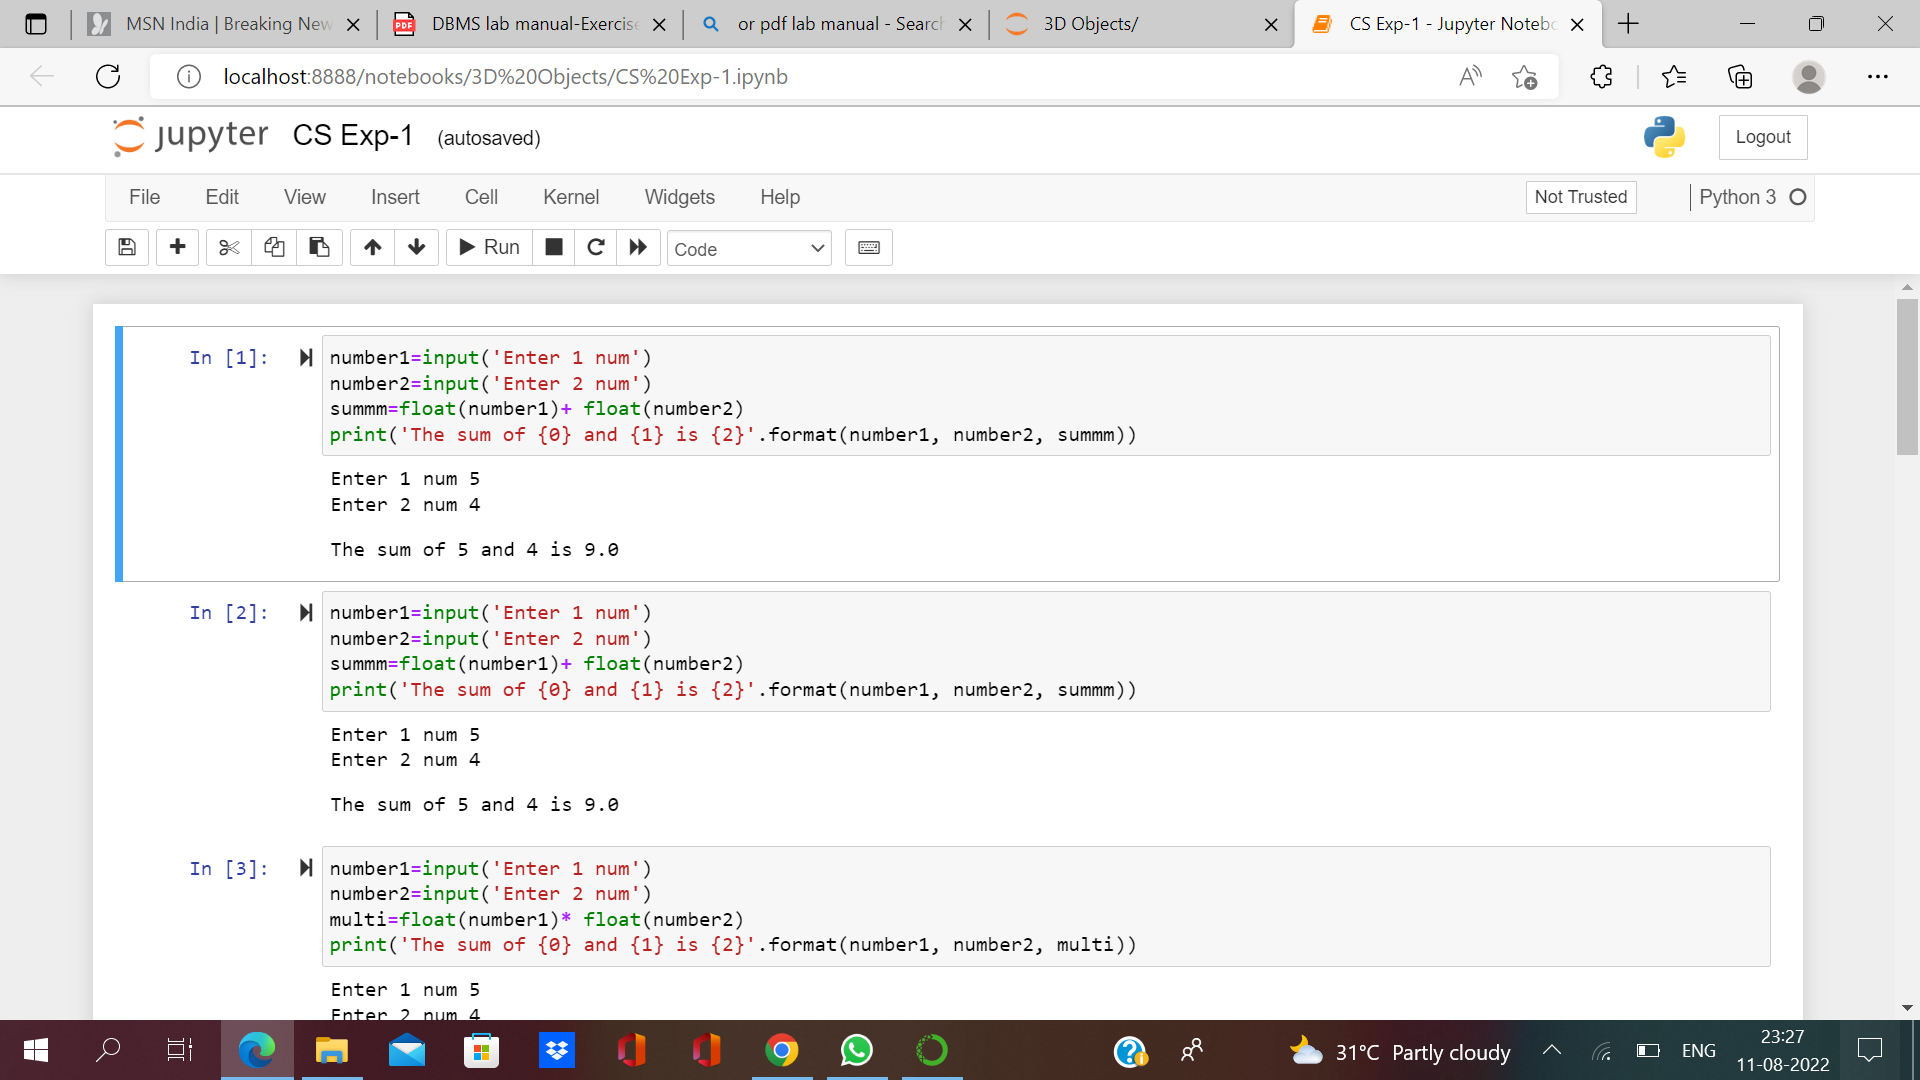 MSN India | Breaking New
DBMS lab manual-Exercise
or pdf lab manual - Search
3D Objects/
CS Exp-1 - Jupyter Notebo
localhost:8888/notebooks/3D%20Objects/CS%20Exp-1.ipynb
jupyter CS Exp-1 (autosaved)
Logout
File Edit View Insert Cell Kernel Widgets Help
Not Trusted
Python 3
Run
Code
In [1]:
number1=input('Enter 1 num')
number2=input('Enter 2 num')
summm=float(number1)+ float(number2)
print('The sum of {0} and {1} is {2}'.format(number1, number2, summm))
Enter 1 num 5
Enter 2 num 4
The sum of 5 and 4 is 9.0
In [2]:
number1=input('Enter 1 num')
number2=input('Enter 2 num')
summm=float(number1)+ float(number2)
print('The sum of {0} and {1} is {2}'.format(number1, number2, summm))
Enter 1 num 5
Enter 2 num 4
The sum of 5 and 4 is 9.0
In [3]:
number1=input('Enter 1 num')
number2=input('Enter 2 num')
multi=float(number1)* float(number2)
print('The sum of {0} and {1} is {2}'.format(number1, number2, multi))
Enter 1 num 5
Enter 2 num 4
31°C Partly cloudy
ENG
23:27
11-08-2022